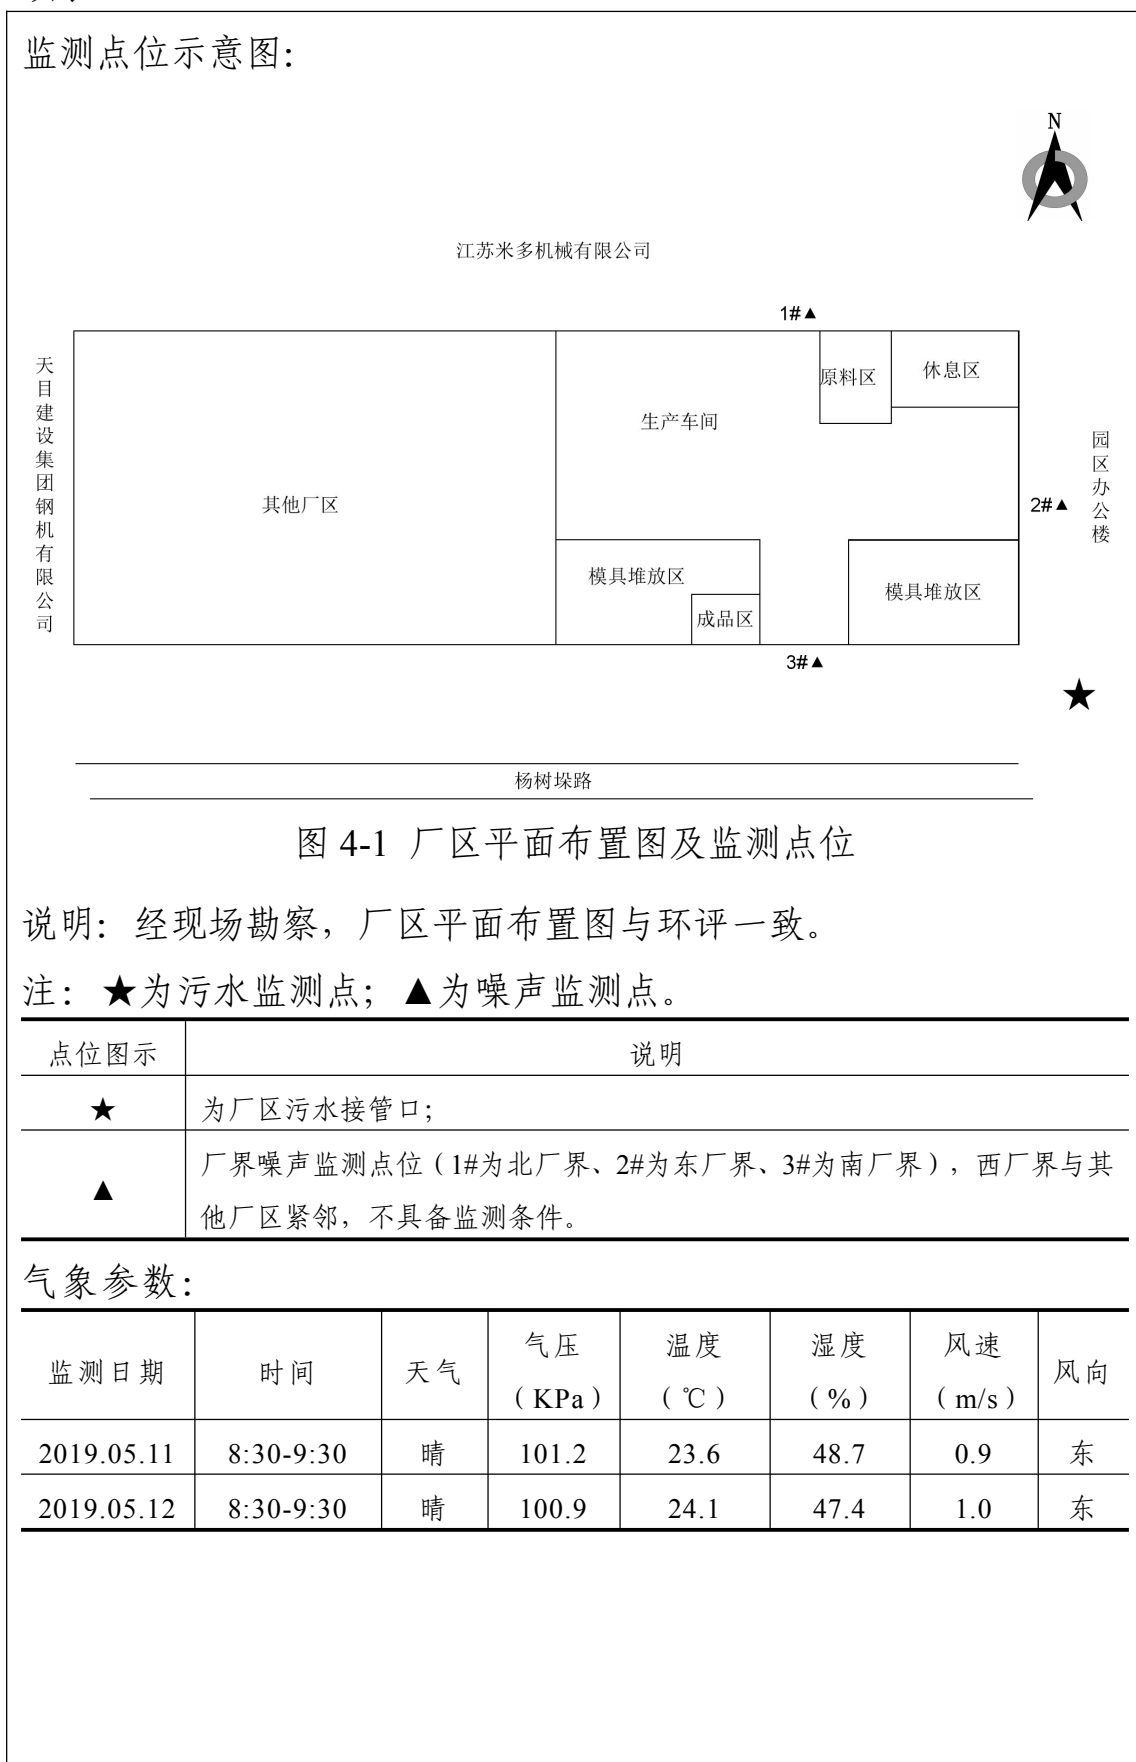 监测点位示意图：
N
江苏米多机械有限公司
1#▲
天目建设集团钢机有限公司
原料区
休息区
生产车间
园区办公楼
其他厂区
2#▲
模具堆放区
模具堆放区
成品区
3#▲
★
杨树垛路
图 4-1 厂区平面布置图及监测点位
说明：经现场勘察，厂区平面布置图与环评一致。
注：★为污水监测点；▲为噪声监测点。
点位图示 说明
★ 为厂区污水接管口；
▲ 厂界噪声监测点位（1#为北厂界、2#为东厂界、3#为南厂界），西厂界与其
他厂区紧邻，不具备监测条件。
气象参数：
监测日期 时间 天气 气压（KPa） 温度（℃） 湿度（%） 风速（m/s） 风向
2019.05.11 8:30-9:30 晴 101.2 23.6 48.7 0.9 东
2019.05.12 8:30-9:30 晴 100.9 24.1 47.4 1.0 东